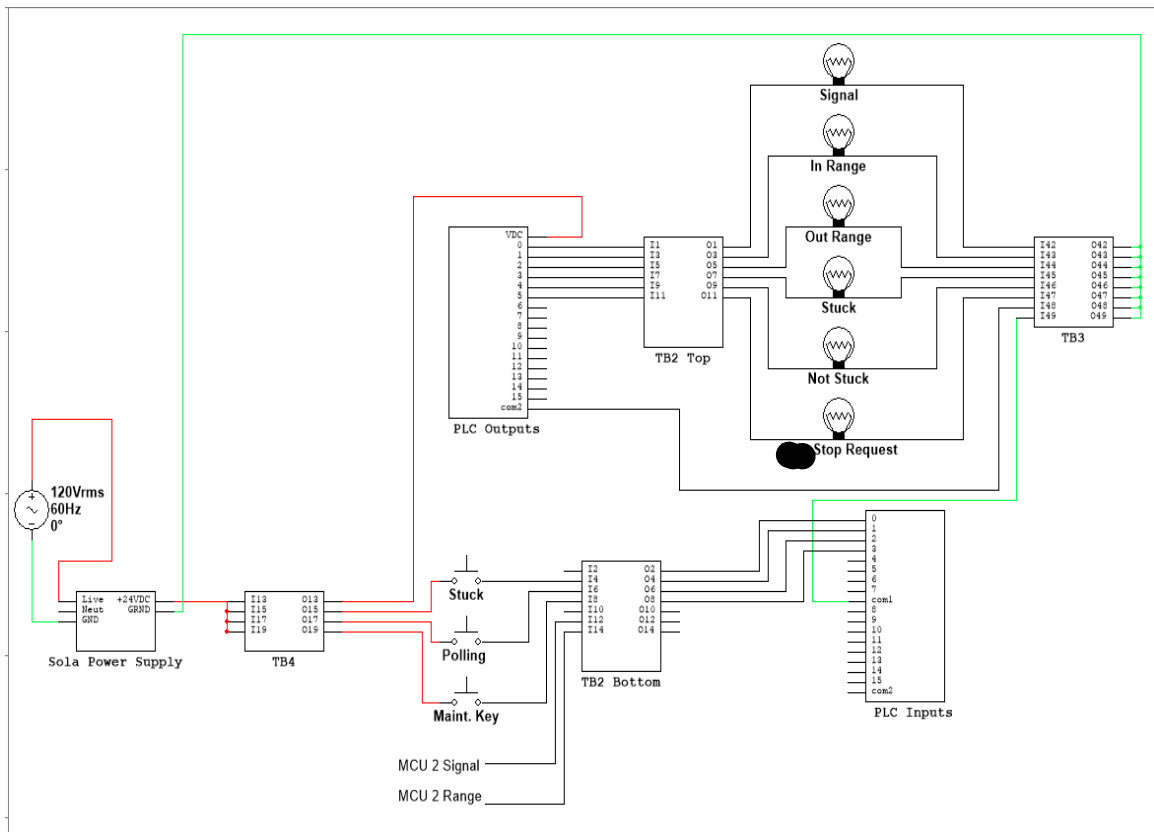 Signal
In Range
Out Range
Stuck
Not Stuck
Stop Request
VDC
0
1
2
3
4
5
6
7
8
9
10
11
12
13
14
15
com2
PLC Outputs
I1 O1
I3 O3
I5 O5
I7 O7
I9 O9
I11 O11
TB2 Top
I42 O42
I43 O43
I44 O44
I45 O45
I46 O46
I47 O47
I48 O48
I49 O49
TB3
120Vrms
60Hz
0°
Live +24VDC
Neut GRND
GND
Sola Power Supply
I13 O13
I15 O15
I17 O17
I19 O19
TB4
Stuck
Polling
Maint. Key
I2 O2
I4 O4
I6 O6
I8 O8
I10 O10
I12 O12
I14 O14
TB2 Bottom
0
1
2
3
4
5
6
7
com1
8
9
10
11
12
13
14
15
com2
PLC Inputs
MCU 2 Signal
MCU 2 Range